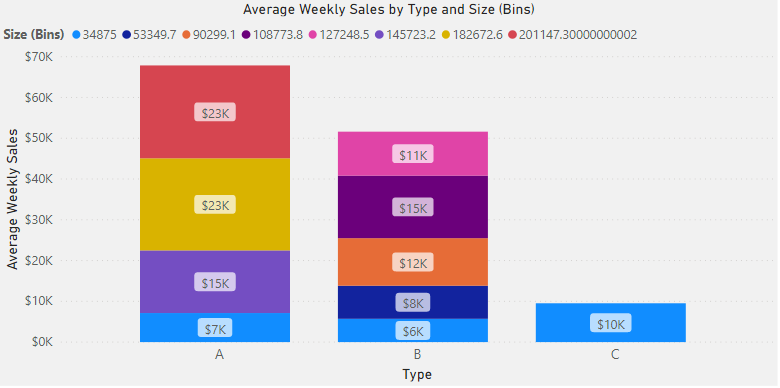 Average Weekly Sales by Type and Size (Bins)
Size (Bins) 34875 53349.7 90299.1 108773.8 127248.5 145723.2 182672.6 201147.30000000002
$70K
$60K
$50K
$40K
$30K
$20K
$10K
$0K
Average Weekly Sales
$23K
$23K
$15K
$7K
$11K
$15K
$12K
$8K
$6K
$10K
A B C
Type